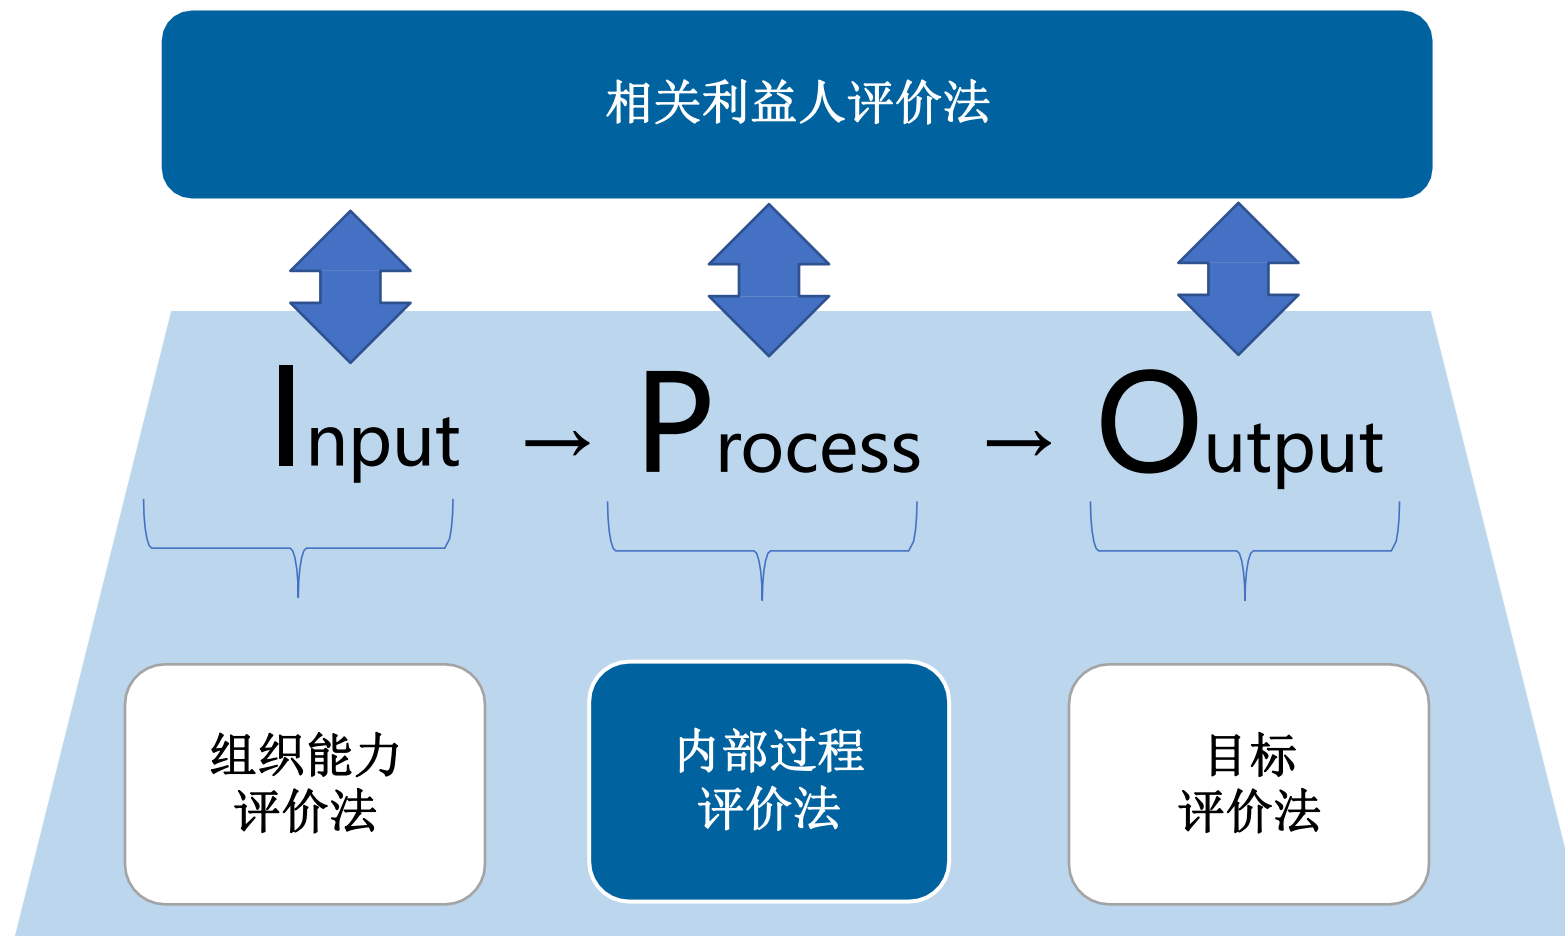 相关利益人评价法
Input → Process → Output
组织能力
评价法
内部过程
评价法
目标
评价法